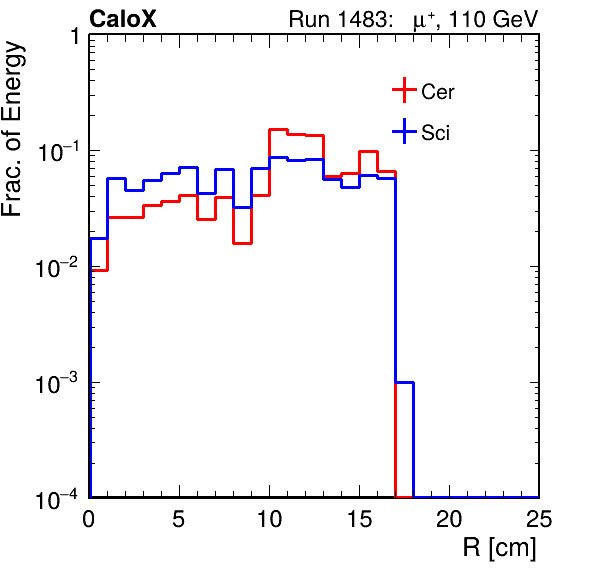 CaloX Run 1483: μ⁺, 110 GeV
Frac. of Energy
1
10⁻¹
10⁻²
10⁻³
10⁻⁴
Cer
Sci
0 5 10 15 20 25
R [cm]